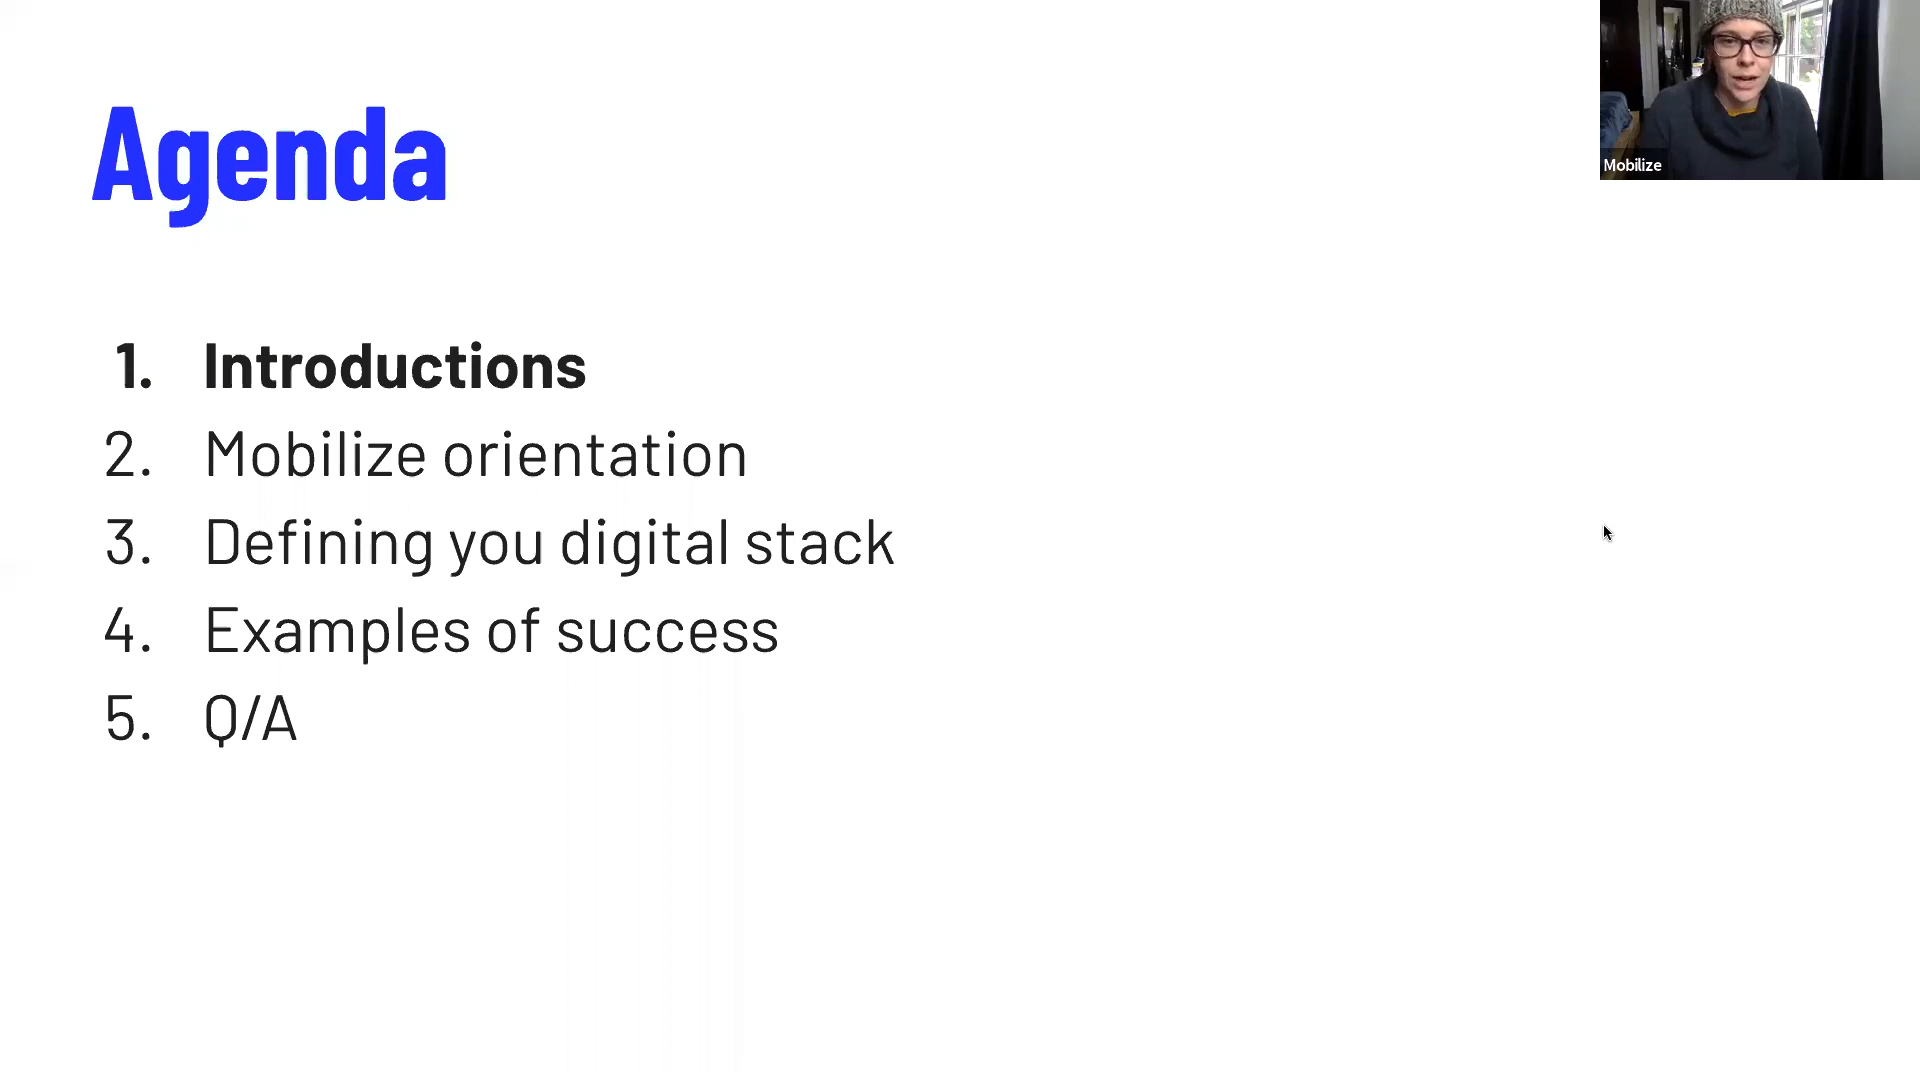 Agenda
1. Introductions
2. Mobilize orientation
3. Defining you digital stack
4. Examples of success
5. Q/A
Mobilize